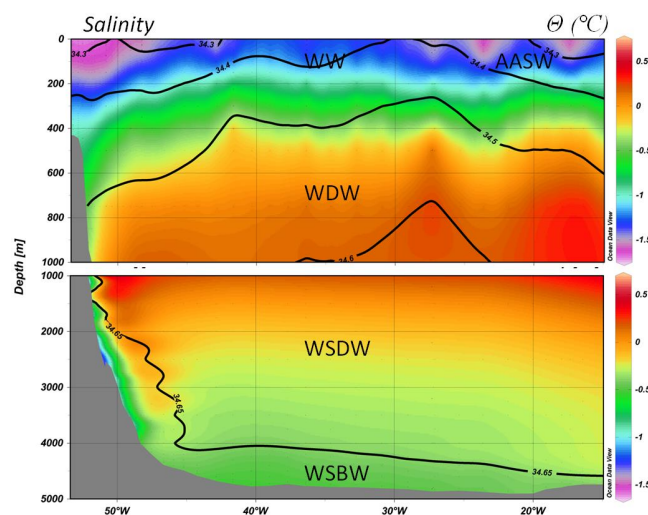 Salinity
Θ (°C)
0
34.3
34.3
34.3
WW
AASW
34.4
34.4
200
400
34.5
600
WDW
800
34.6
1000
Depth [m]
Ocean Data View
0.5
0
-0.5
-1
-1.5
1000
34.65
2000
WSDW
3000
34.65
4000
34.65
WSBW
5000
50°W
40°W
30°W
20°W
Ocean Data View
0.5
0
-0.5
-1
-1.5